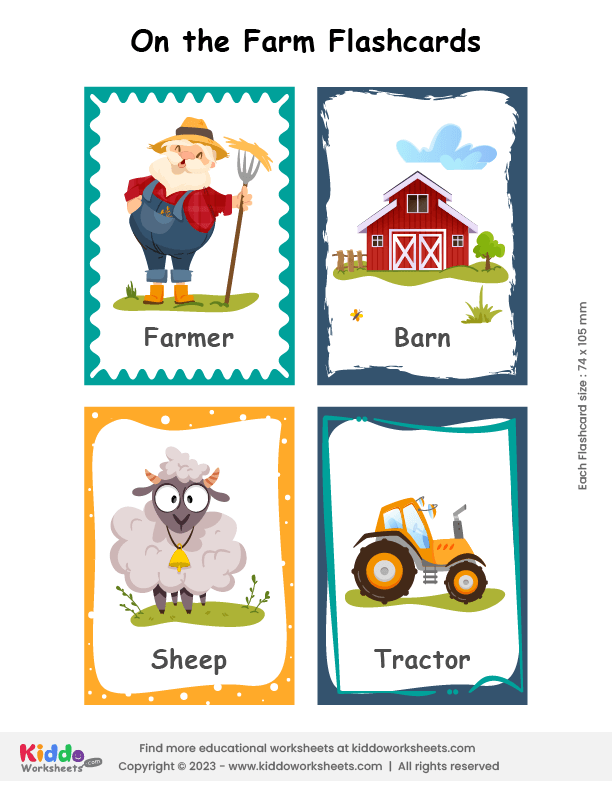 On the Farm Flashcards
Farmer
Barn
Each Flashcard size : 74 x 105 mm
Sheep
Tractor
Kiddo
Worksheets.com
Find more educational worksheets at kiddoworksheets.com
Copyright © 2023 - www.kiddoworksheets.com | All rights reserved